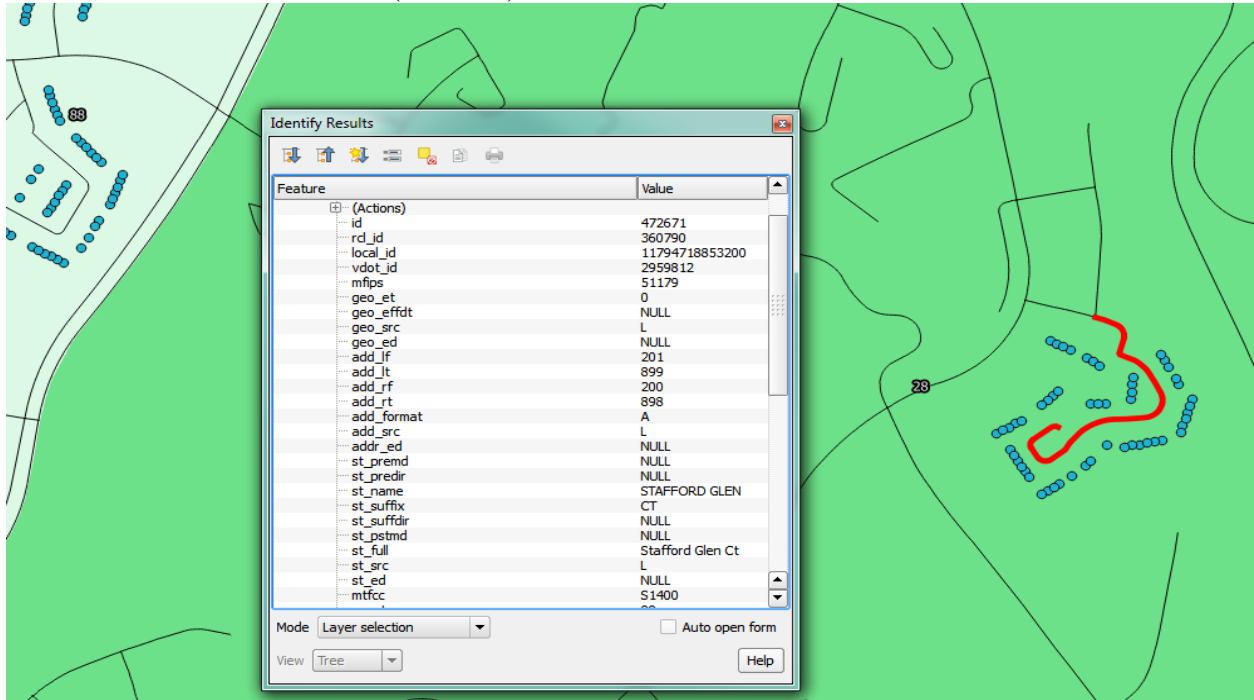 88
Identify Results
Feature Value
(Actions)
id 472671
rcl_id 360790
local_id 11794718853200
vdot_id 2959812
mfips 51179
geo_et 0
geo_effdt NULL
geo_src L
geo_ed NULL
add_lf 201
add_lt 899
add_rf 200
add_rt 898
add_format A
add_src L
addr_ed NULL
st_premd NULL
st_predir NULL
st_name STAFFORD GLEN
st_suffix CT
st_suffdir NULL
st_pstmd NULL
st_full Stafford Glen Ct
st_src L
st_ed NULL
mtfcc S1400
28
Mode Layer selection Auto open form
View Tree Help